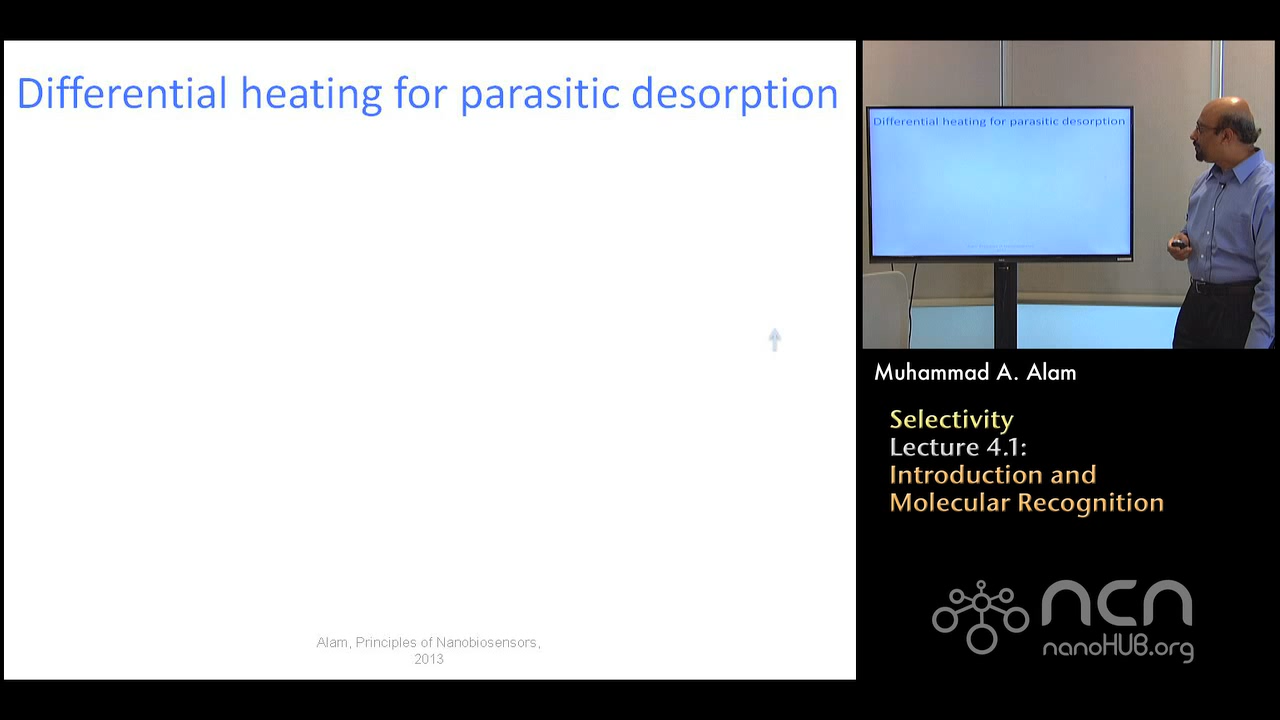 Differential heating for parasitic desorption
Alam, Principles of Nanobiosensors,
2013
Differential heating for parasitic desorption
Muhammad A. Alam
Selectivity
Lecture 4.1:
Introduction and
Molecular Recognition
ncn
nanoHUB.org